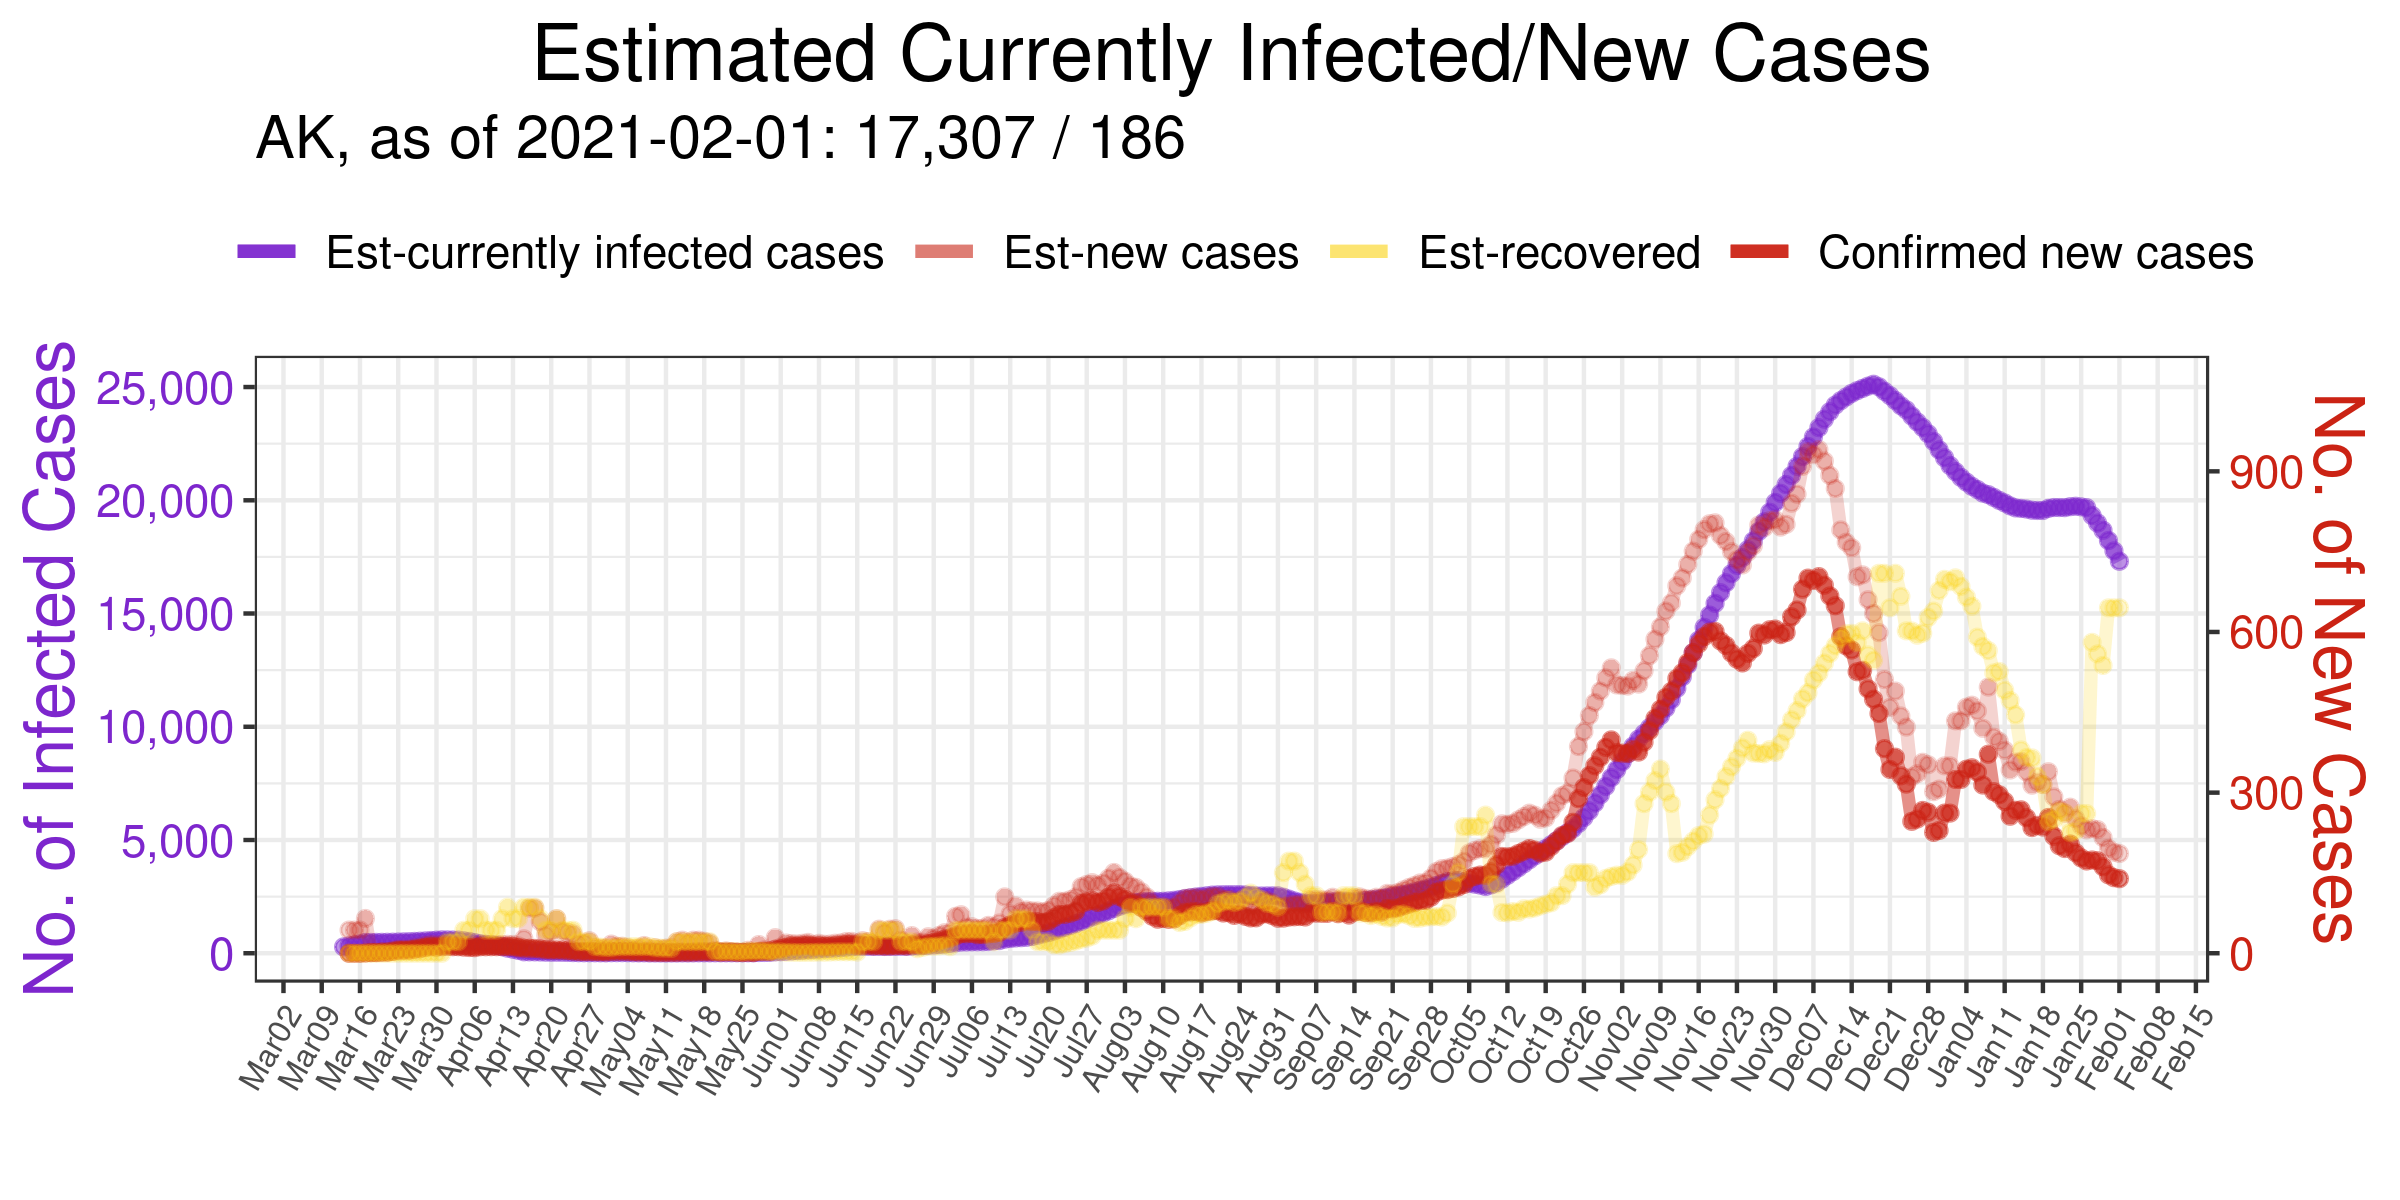 Estimated Currently Infected/New Cases
AK, as of 2021-02-01: 17,307 / 186
Est-currently infected cases Est-new cases Est-recovered Confirmed new cases
No. of Infected Cases
25,000
20,000
15,000
10,000
5,000
0
900
600
300
0
No. of New Cases
Mar02 Mar09 Mar16 Mar23 Mar30 Apr06 Apr13 Apr20 Apr27 May04 May11 May18 May25 Jun01 Jun08 Jun15 Jun22 Jun29 Jul06 Jul13 Jul20 Jul27 Aug03 Aug10 Aug17 Aug24 Aug31 Sep07 Sep14 Sep21 Sep28 Oct05 Oct12 Oct19 Oct26 Nov02 Nov09 Nov16 Nov23 Nov30 Dec07 Dec14 Dec21 Dec28 Jan04 Jan11 Jan18 Jan25 Feb01 Feb08 Feb15